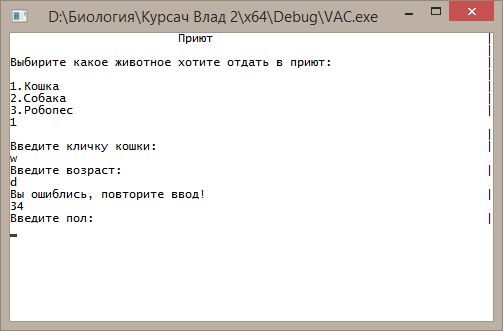 D:\Биология\Курсач Влад 2\x64\Debug\VAC.exe
Приют |
Выбирите какое животное хотите отдать в приют: |
|
1.Кошка
2.Собака
3.Робопес
1
|
Введите кличку кошки: |
w
Введите возраст: |
d
Вы ошиблись, повторите ввод! |
34
Введите пол: |